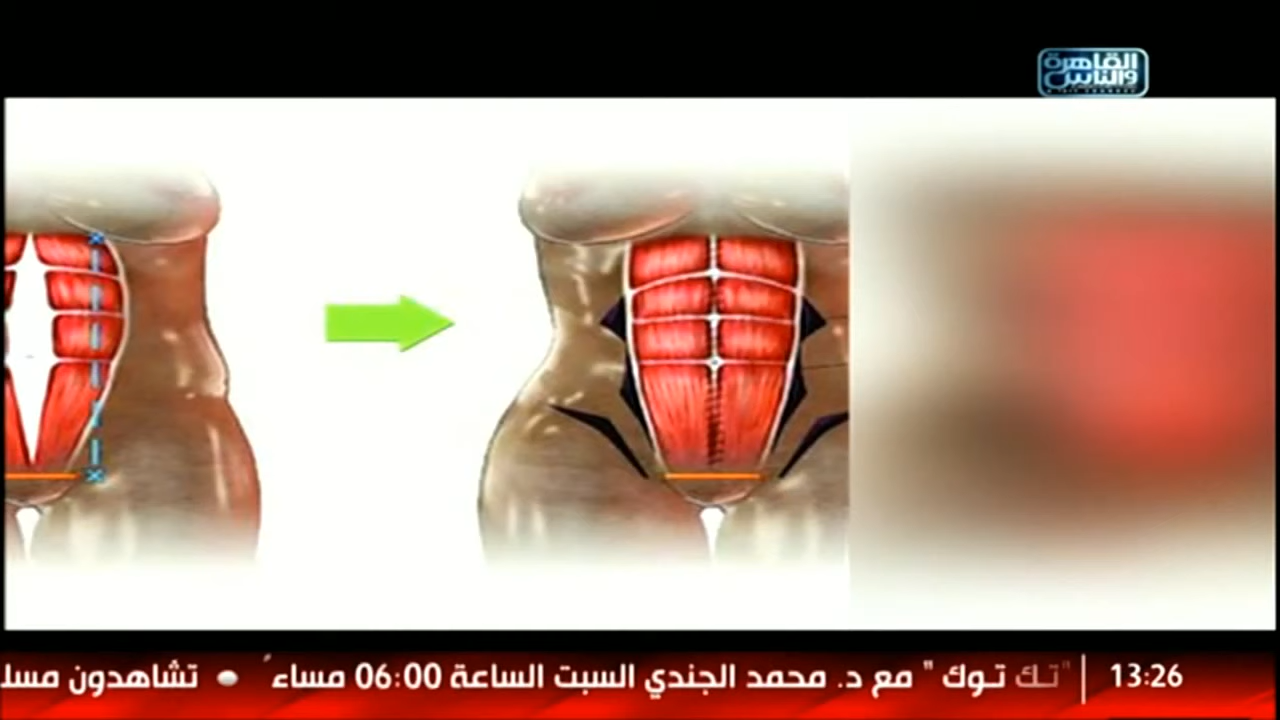 القاهرة
والناس
13:26
"تك توك" مع د. محمد الجندي السبت الساعة 06:00 مساءً • تشاهدون